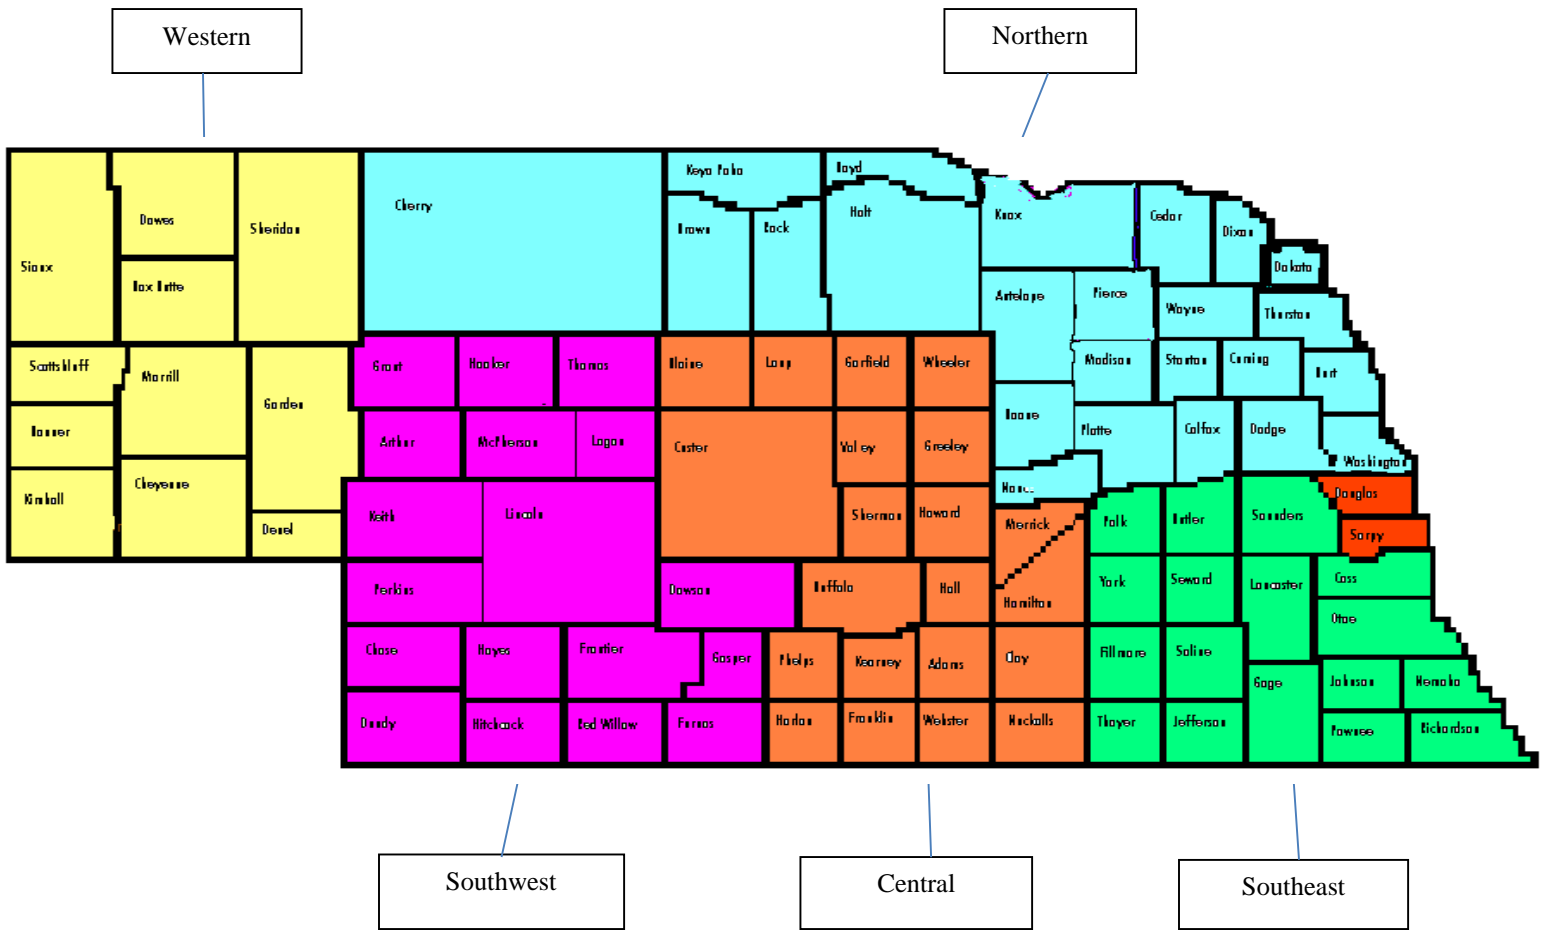 Western
Northern
Keya Paha
Boyd
Cherry
Holt
Knox
Cedar
Dawes
Sheridan
Brown
Rock
Dixon
Sioux
Dakota
Box Butte
Antelope
Pierce
Wayne
Thurston
Scottsbluff
Morrill
Grant
Hooker
Thomas
Blaine
Loup
Garfield
Wheeler
Madison
Stanton
Cuming
Burt
Garden
Banner
Arthur
McPherson
Logan
Custer
Valley
Greeley
Boone
Platte
Colfax
Dodge
Washington
Kimball
Cheyenne
Nance
Douglas
Keith
Lincoln
Sherman
Howard
Merrick
Polk
Butler
Saunders
Deuel
Sarpy
Perkins
Dawson
Buffalo
Hall
Hamilton
York
Seward
Lancaster
Cass
Otoe
Chase
Hayes
Frontier
Gosper
Phelps
Kearney
Adams
Clay
Fillmore
Saline
Gage
Johnson
Nemaha
Dundy
Hitchcock
Red Willow
Furnas
Harlan
Franklin
Webster
Nuckolls
Thayer
Jefferson
Pawnee
Richardson
Southwest
Central
Southeast